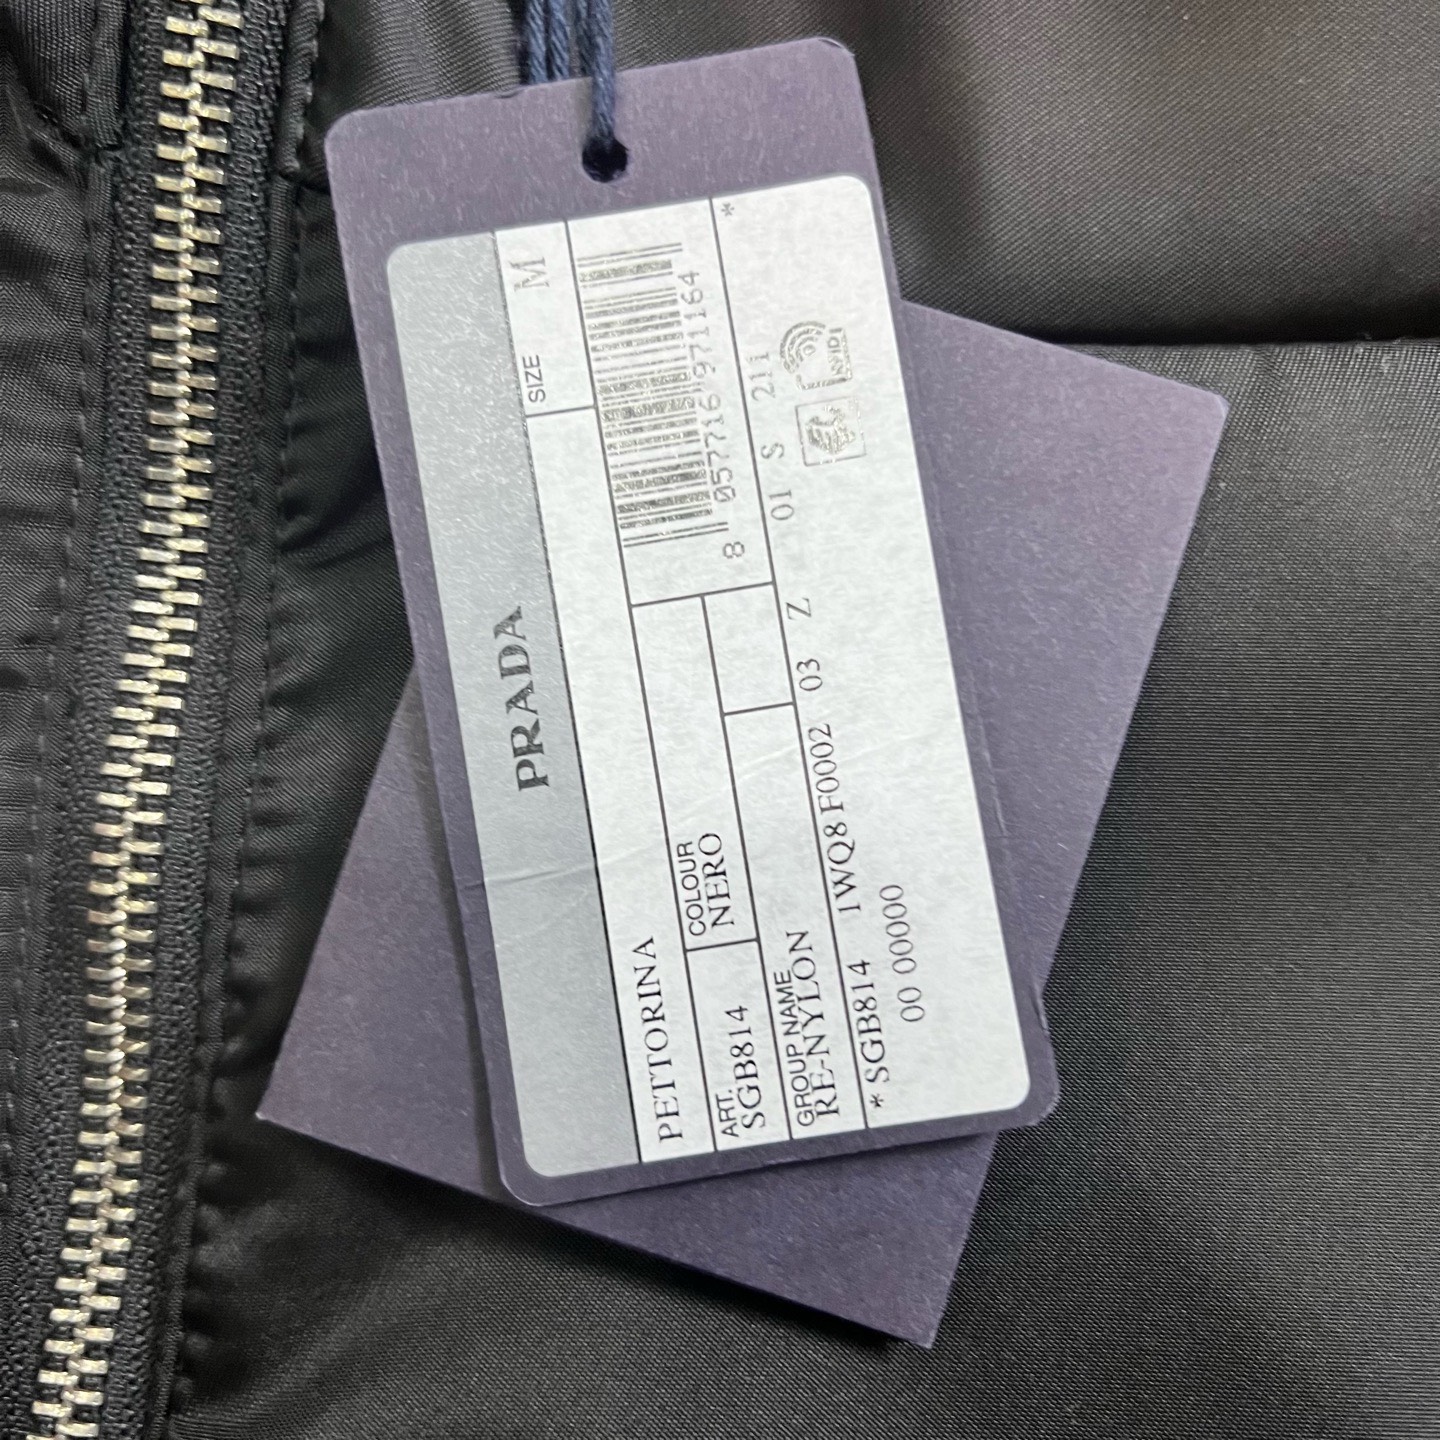 PRADA
SIZE M
PETTORINA
8 057716 971164
ART.
SGB814
COLOUR
NERO
GROUP NAME
RE-NYLON
* SGB814 1WQ8 F0002 03 Z 01 S 211 *
00 00000